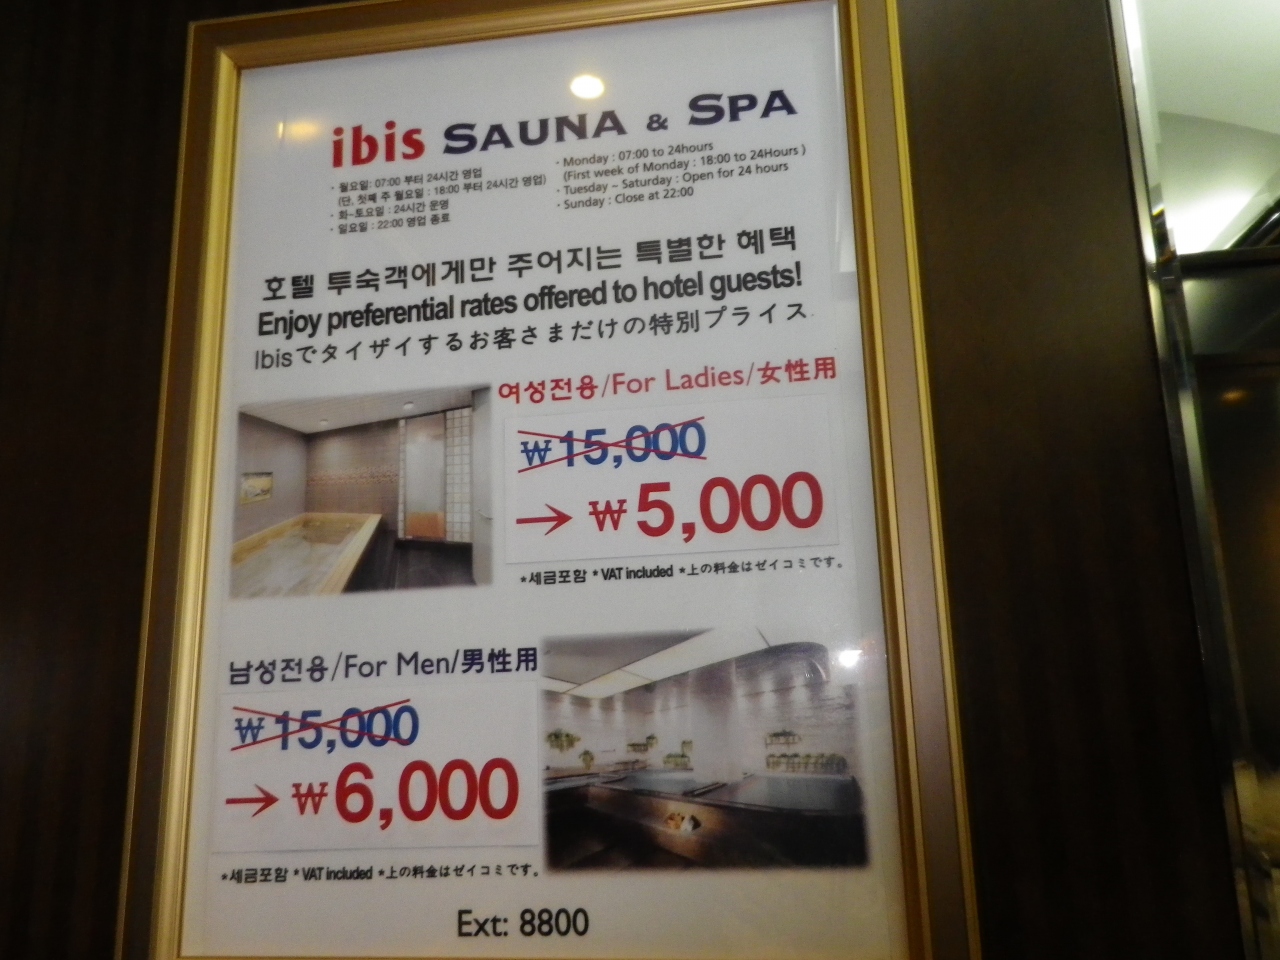 ibis SAUNA & SPA
· 월요일: 07:00 부터 24시간 영업
(단, 첫째 주 월요일 : 18:00 부터 24시간 영업)
· 화~토요일 : 24시간 운영
· 일요일 : 22:00 영업 종료
· Monday : 07:00 to 24hours
(First week of Monday : 18:00 to 24Hours )
· Tuesday ~ Saturday : Open for 24 hours
· Sunday : Close at 22:00
호텔 투숙객에게만 주어지는 특별한 혜택
Enjoy preferential rates offered to hotel guests!
Ibisでタイザイするお客さまだけの特別プライス
여성전용/For Ladies/女性用
₩15,000
→ ₩5,000
*세금포함 *VAT included *上の料金はゼイコミです。
남성전용/For Men/男性用
₩15,000
→ ₩6,000
*세금포함 *VAT included *上の料金はゼイコミです。
Ext: 8800